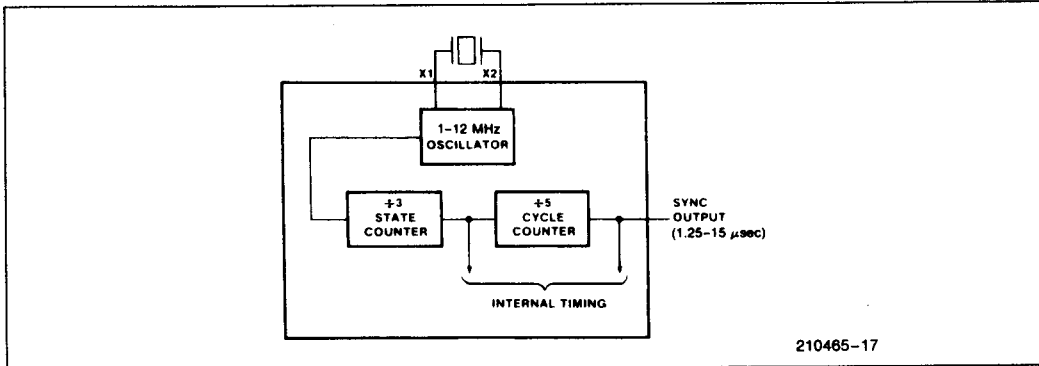 X1 X2
1–12 MHz
OSCILLATOR
÷3
STATE
COUNTER
÷5
CYCLE
COUNTER
SYNC
OUTPUT
(1.25–15 μsec)
INTERNAL TIMING
210465–17